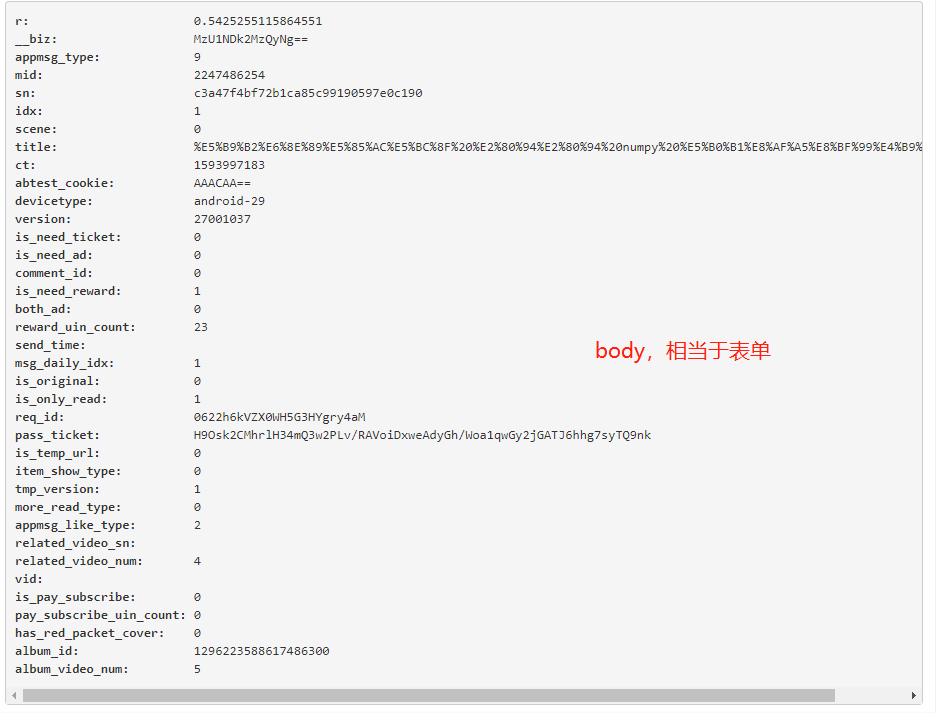 r: 0.5425255115864551
__biz: MzU1NDk2MzQyNg==
appmsg_type: 9
mid: 2247486254
sn: c3a47f4bf72b1ca85c99190597e0c190
idx: 1
scene: 0
title: %E5%B9%B2%E6%8E%89%E5%85%AC%E5%BC%8F%20%E2%80%94%E2%80%94%20numpy%20%E5%B0%B1%E8%AF%A5%E8%BF%99%E4%B9%
ct: 1593997183
abtest_cookie: AAACAA==
devicetype: android-29
version: 27001037
is_need_ticket: 0
is_need_ad: 0
comment_id: 0
is_need_reward: 1
both_ad: 0
reward_uin_count: 23
send_time:
body，相当于表单
msg_daily_idx: 1
is_original: 0
is_only_read: 1
req_id: 0622h6kVZX0WH5G3HYgry4aM
pass_ticket: H9Osk2CMhrlH34mQ3w2PLv/RAVoiDxweAdyGh/Woa1qwGy2jGATJ6hhg7syTQ9nk
is_temp_url: 0
item_show_type: 0
tmp_version: 1
more_read_type: 0
appmsg_like_type: 2
related_video_sn:
related_video_num: 4
vid:
is_pay_subscribe: 0
pay_subscribe_uin_count: 0
has_red_packet_cover: 0
album_id: 1296223588617486300
album_video_num: 5